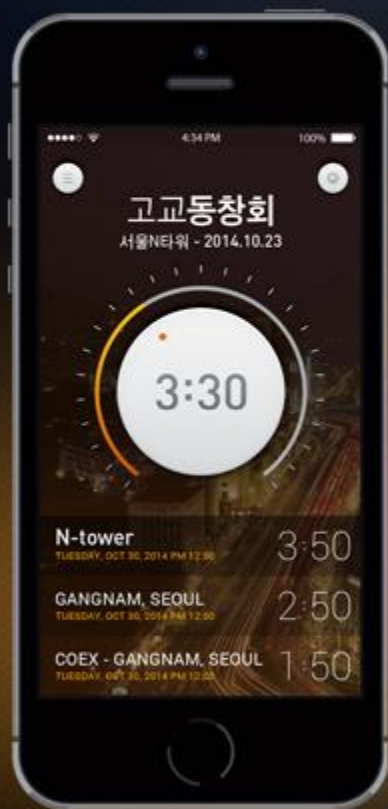 4:34 PM
100%
고교동창회
서울N타워 - 2014.10.23
3:30
N-tower
3:50
TUESDAY, OCT 30, 2014 PM 12:00
GANGNAM, SEOUL
2:50
TUESDAY, OCT 30, 2014 PM 12:00
COEX - GANGNAM, SEOUL
1:50
TUESDAY, OCT 30, 2014 PM 12:00